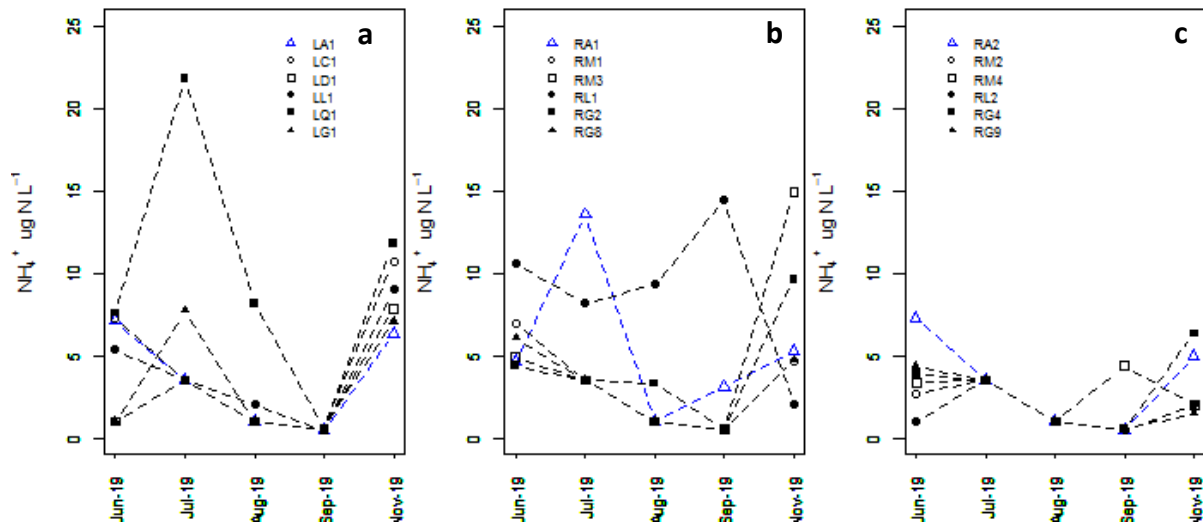 a
LA1
LC1
LD1
LL1
LQ1
LG1
NH₄⁺ ug N L⁻¹
0
5
10
15
20
25
Jun-19
Jul-19
Aug-19
Sep-19
Nov-19
b
RA1
RM1
RM3
RL1
RG2
RG8
NH₄⁺ ug N L⁻¹
0
5
10
15
20
25
Jun-19
Jul-19
Aug-19
Sep-19
Nov-19
c
RA2
RM2
RM4
RL2
RG4
RG9
NH₄⁺ ug N L⁻¹
0
5
10
15
20
25
Jun-19
Jul-19
Aug-19
Sep-19
Nov-19